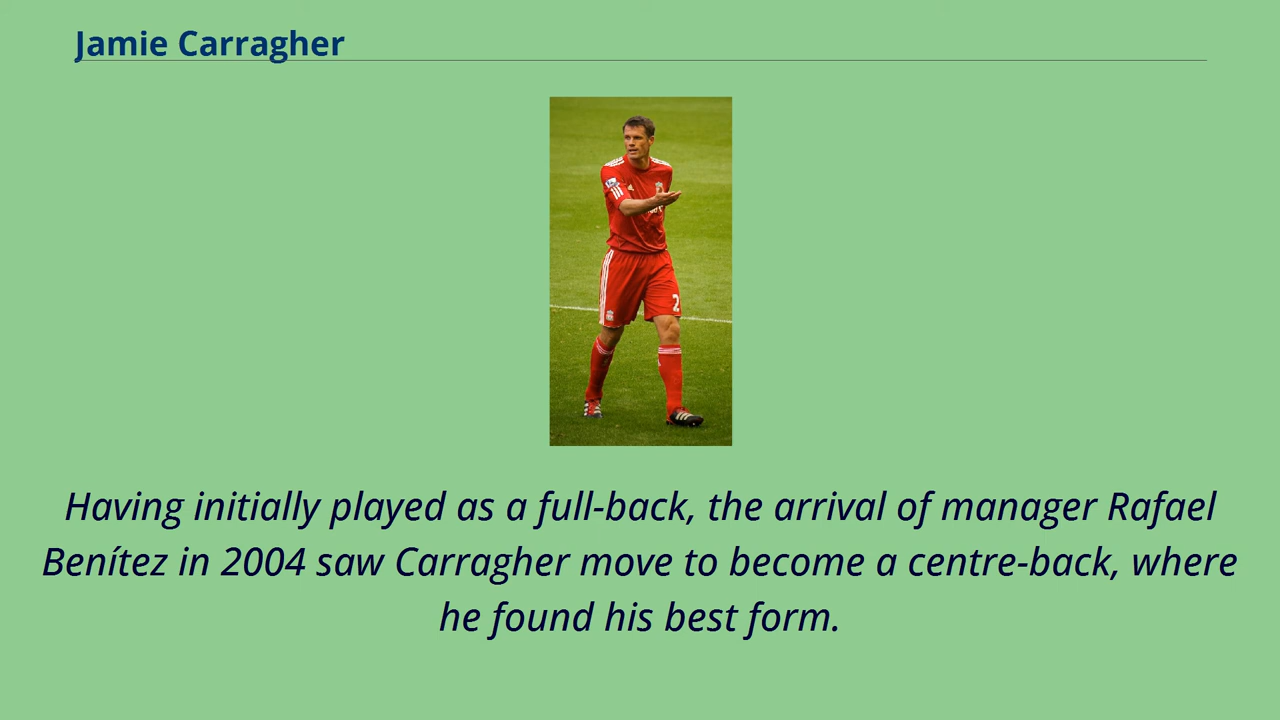 Jamie Carragher
2
Having initially played as a full-back, the arrival of manager Rafael
Benítez in 2004 saw Carragher move to become a centre-back, where
he found his best form.